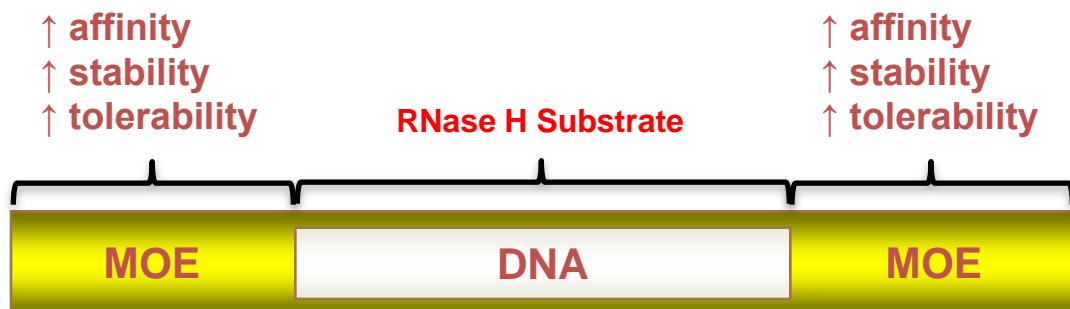 ↑ affinity
↑ stability
↑ tolerability
RNase H Substrate
↑ affinity
↑ stability
↑ tolerability
MOE
DNA
MOE